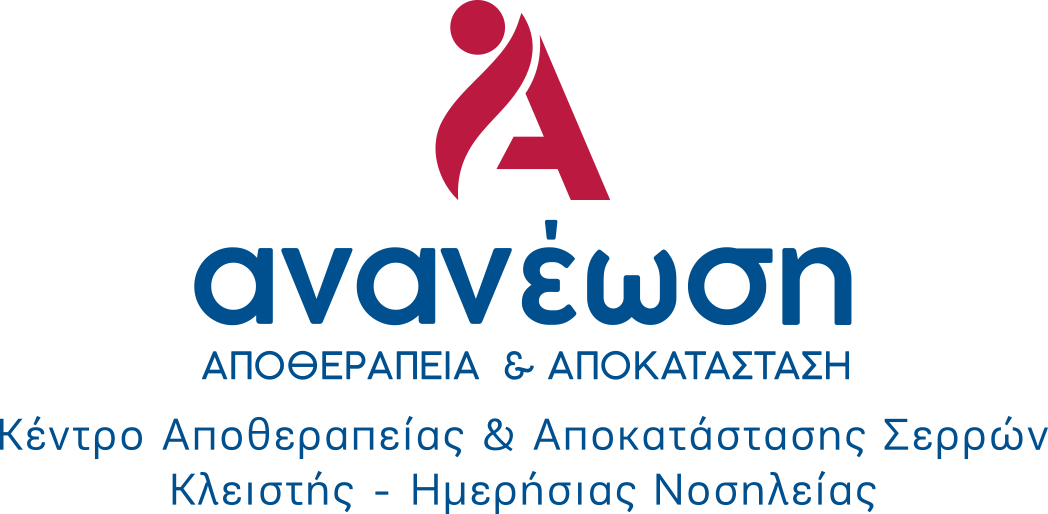 ανανέωση
ΑΠΟΘΕΡΑΠΕΙΑ & ΑΠΟΚΑΤΑΣΤΑΣΗ
Κέντρο Αποθεραπείας & Αποκατάστασης Σερρών
Κλειστής - Ημερήσιας Νοσηλείας